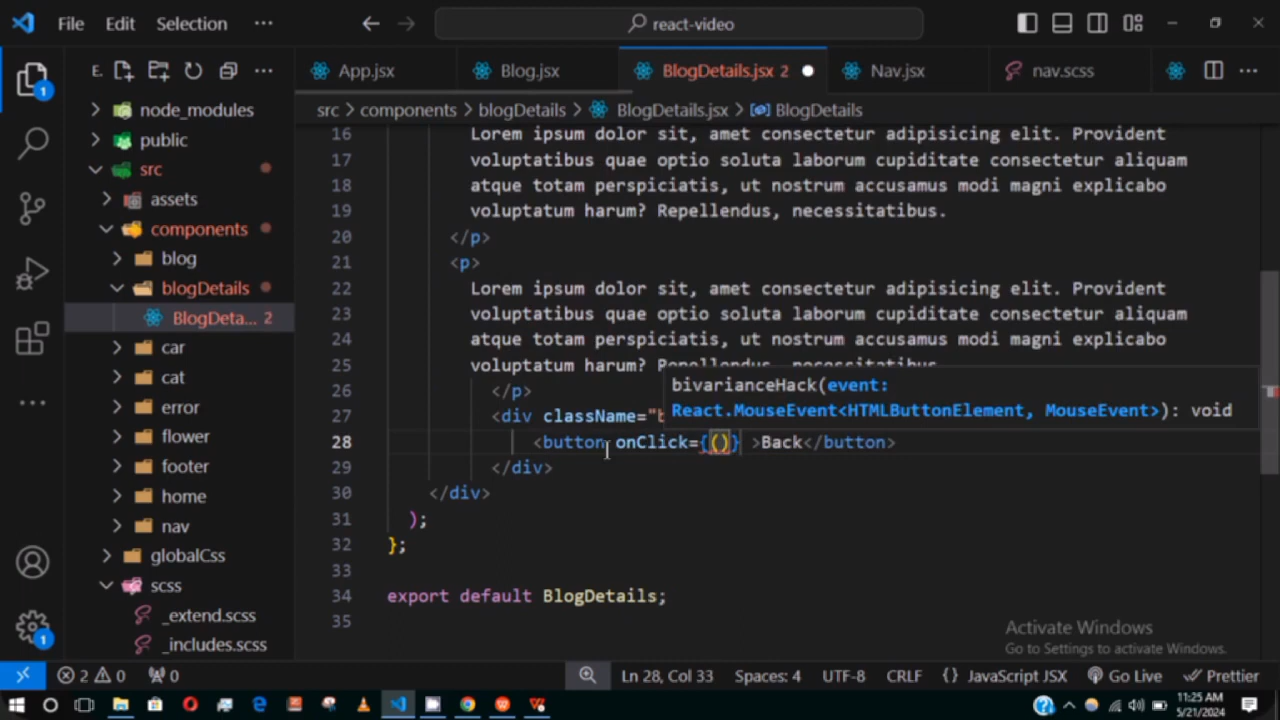 File Edit Selection ··· react-video
E. App.jsx Blog.jsx BlogDetails.jsx 2 Nav.jsx nav.scss
src > components > blogDetails > BlogDetails.jsx > BlogDetails
1
node_modules
public
src
assets
components
blog
blogDetails
BlogDeta... 2
car
cat
error
flower
footer
home
nav
globalCss
scss
_extend.scss
_includes.scss
1
16 Lorem ipsum dolor sit, amet consectetur adipisicing elit. Provident
17 voluptatibus quae optio soluta laborum cupiditate consectetur aliquam
18 atque totam perspiciatis, ut nostrum accusamus modi magni explicabo
19 voluptatum harum? Repellendus, necessitatibus.
20 </p>
21 <p>
22 Lorem ipsum dolor sit, amet consectetur adipisicing elit. Provident
23 voluptatibus quae optio soluta laborum cupiditate consectetur aliquam
24 atque totam perspiciatis, ut nostrum accusamus modi magni explicabo
25 voluptatum harum? Repellendus, necessitatibus.
bivarianceHack(event:
React.MouseEvent<HTMLButtonElement, MouseEvent>): void
26 </p>
27 <div className="b
28 <button onClick={()} >Back</button>
29 </div>
30 </div>
31 );
32 };
33
34 export default BlogDetails;
35
Activate Windows
Go to Settings to activate Windows.
2 0 0 Ln 28, Col 33 Spaces: 4 UTF-8 CRLF {} JavaScript JSX Go Live Prettier
11:25 AM
5/21/2024